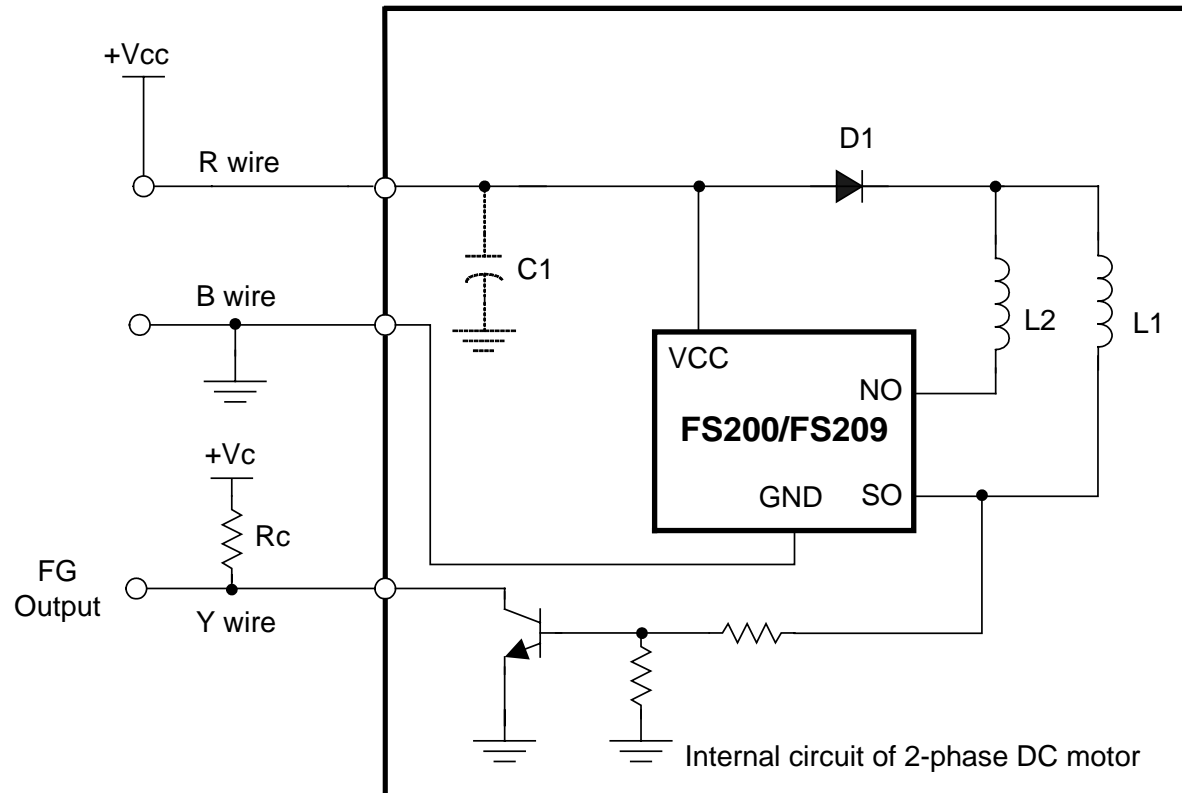 +Vcc
R wire
D1
C1
B wire
L2
L1
VCC
NO
FS200/FS209
+Vc
GND
SO
Rc
FG
Output
Y wire
Internal circuit of 2-phase DC motor